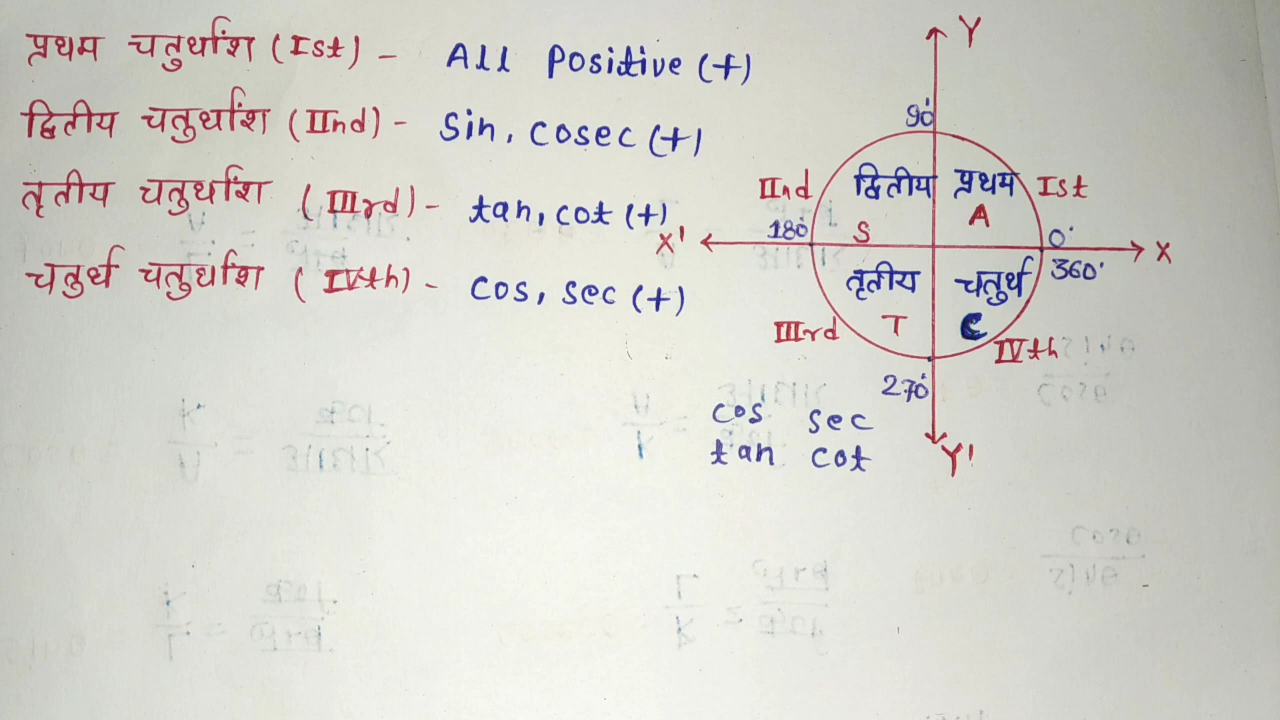 प्रथम चतुर्थांश (Ist) - All Positive (+)
द्वितीय चतुर्थांश (IInd) - Sin, Cosec (+)
तृतीय चतुर्थांश (IIIrd) - tan, cot (+)
चतुर्थ चतुर्थांश (IVth) - cos, sec (+)
Y
90°
IInd द्वितीय प्रथम Ist
S A
180° 0°
X' X
360°
तृतीय चतुर्थ
IIIrd T C IVth
270°
cos sec
tan cot
Y'